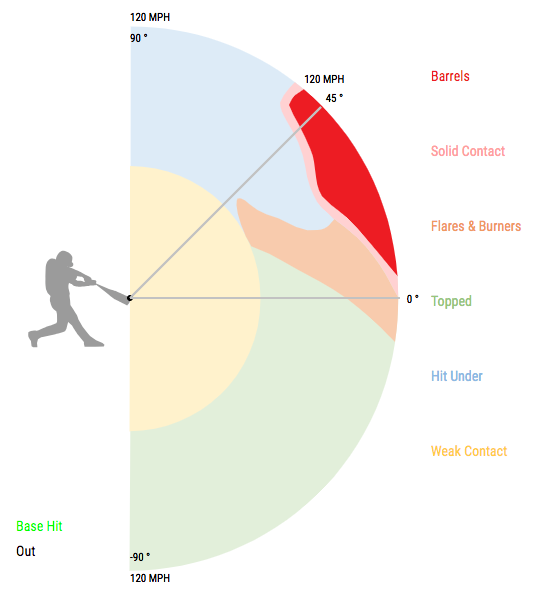 120 MPH
90 °
120 MPH
45 °
0 °
-90 °
120 MPH
Barrels
Solid Contact
Flares & Burners
Topped
Hit Under
Weak Contact
Base Hit
Out